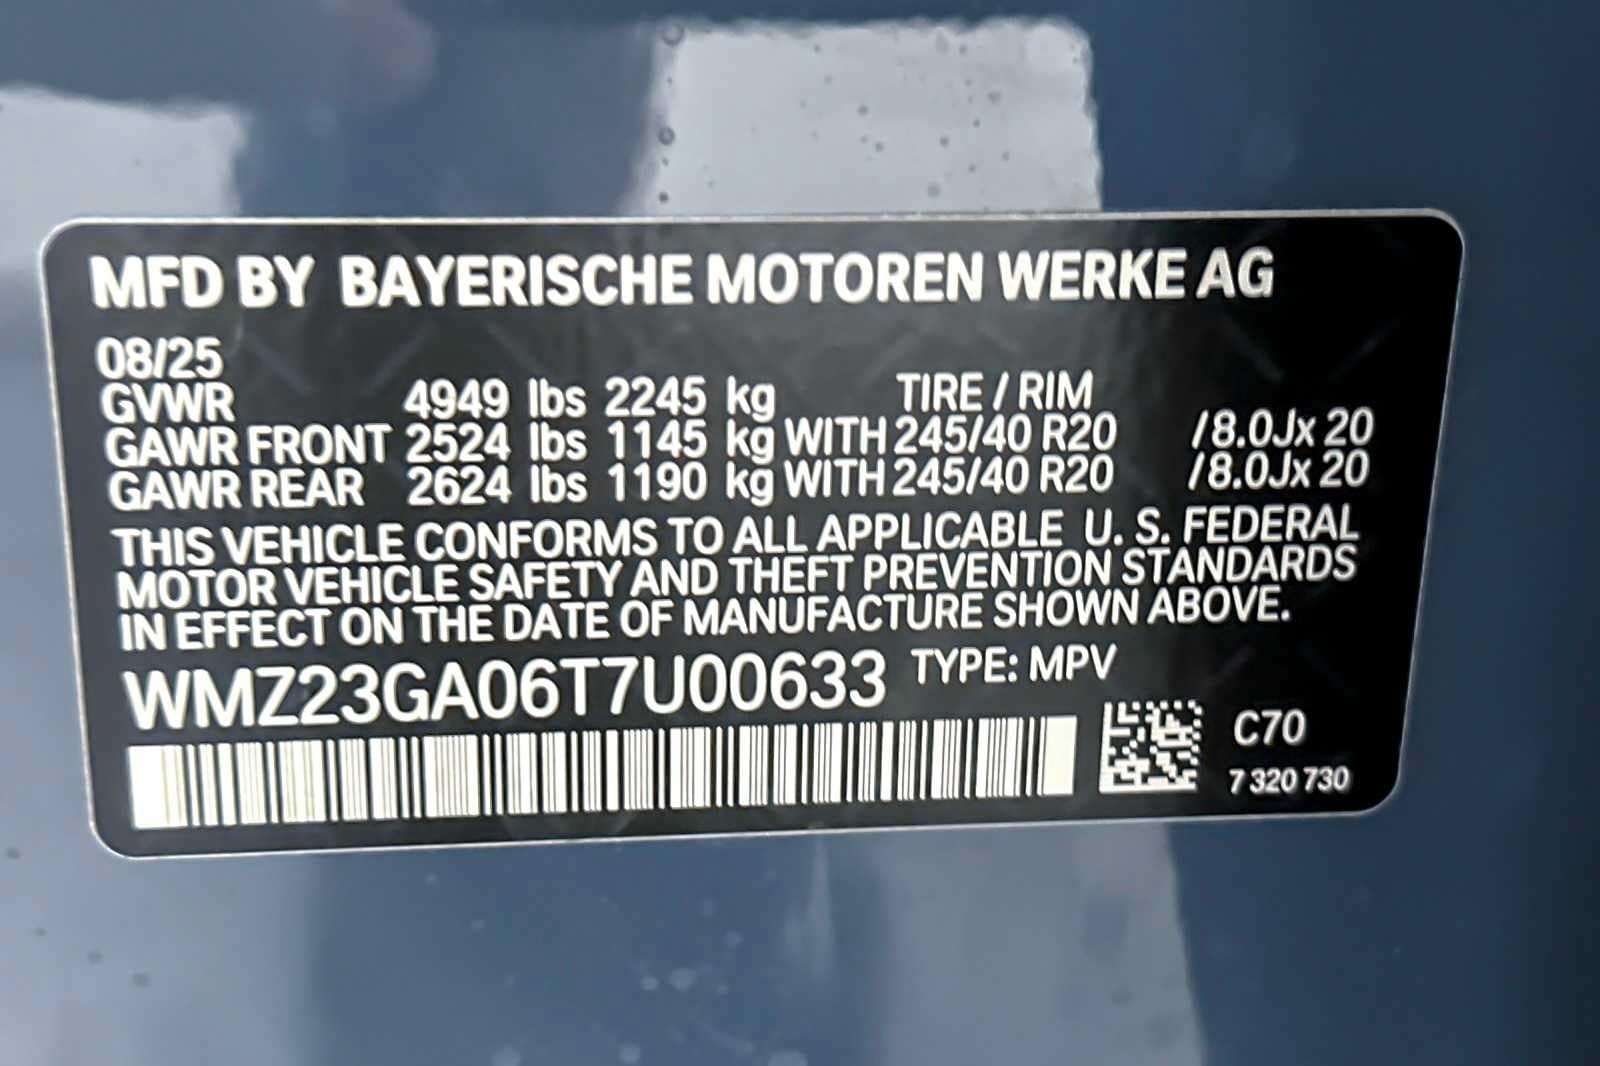 MFD BY BAYERISCHE MOTOREN WERKE AG
08/25
GVWR 4949 lbs 2245 kg TIRE / RIM
GAWR FRONT 2524 lbs 1145 kg WITH 245/40 R20 /8.0Jx 20
GAWR REAR 2624 lbs 1190 kg WITH 245/40 R20 /8.0Jx 20
THIS VEHICLE CONFORMS TO ALL APPLICABLE U. S. FEDERAL
MOTOR VEHICLE SAFETY AND THEFT PREVENTION STANDARDS
IN EFFECT ON THE DATE OF MANUFACTURE SHOWN ABOVE.
WMZ23GA06T7U00633 TYPE: MPV
C70
7 320 730